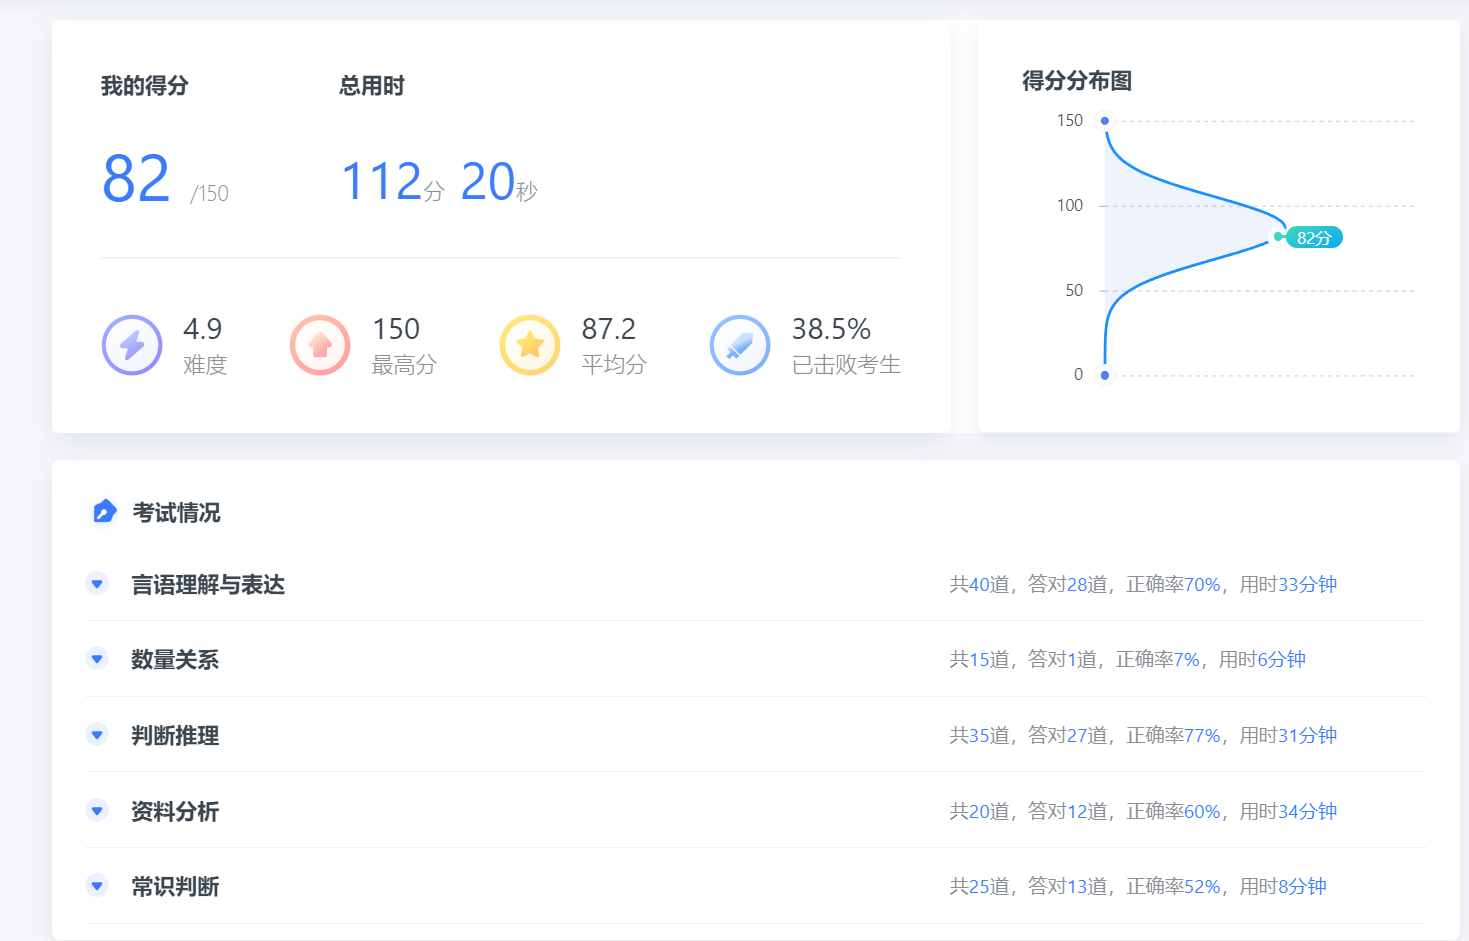 我的得分
总用时
82 /150
112分 20秒
4.9
难度
150
最高分
87.2
平均分
38.5%
已击败考生
得分分布图
150
100
82分
50
0
考试情况
言语理解与表达 共40道，答对28道，正确率70%，用时33分钟
数量关系 共15道，答对1道，正确率7%，用时6分钟
判断推理 共35道，答对27道，正确率77%，用时31分钟
资料分析 共20道，答对12道，正确率60%，用时34分钟
常识判断 共25道，答对13道，正确率52%，用时8分钟